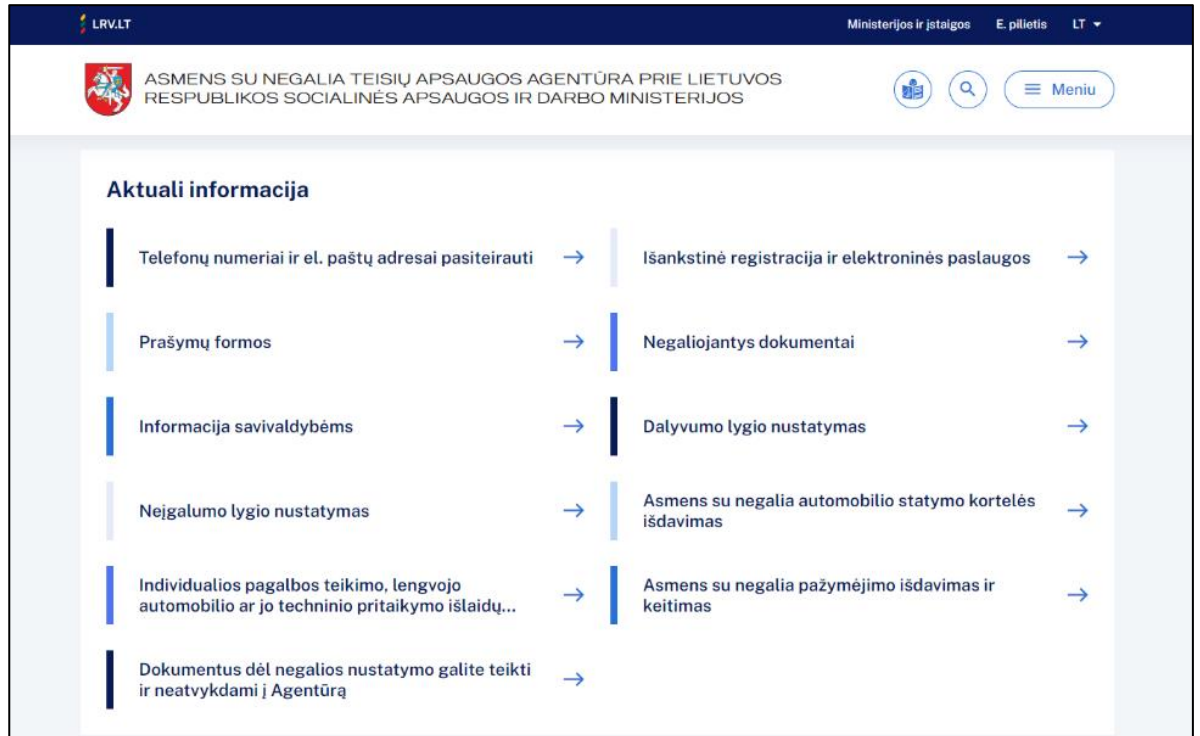 LRV.LT
Ministerijos ir įstaigos E. pilietis LT
ASMENS SU NEGALIA TEISIŲ APSAUGOS AGENTŪRA PRIE LIETUVOS
RESPUBLIKOS SOCIALINĖS APSAUGOS IR DARBO MINISTERIJOS
Meniu
Aktuali informacija
Telefonų numeriai ir el. paštų adresai pasiteirauti
Išankstinė registracija ir elektroninės paslaugos
Prašymų formos
Negaliojantys dokumentai
Informacija savivaldybėms
Dalyvumo lygio nustatymas
Neįgalumo lygio nustatymas
Asmens su negalia automobilio statymo kortelės
išdavimas
Individualios pagalbos teikimo, lengvojo
automobilio ar jo techninio pritaikymo išlaidų...
Asmens su negalia pažymėjimo išdavimas ir
keitimas
Dokumentus dėl negalios nustatymo galite teikti
ir neatvykdami į Agentūrą